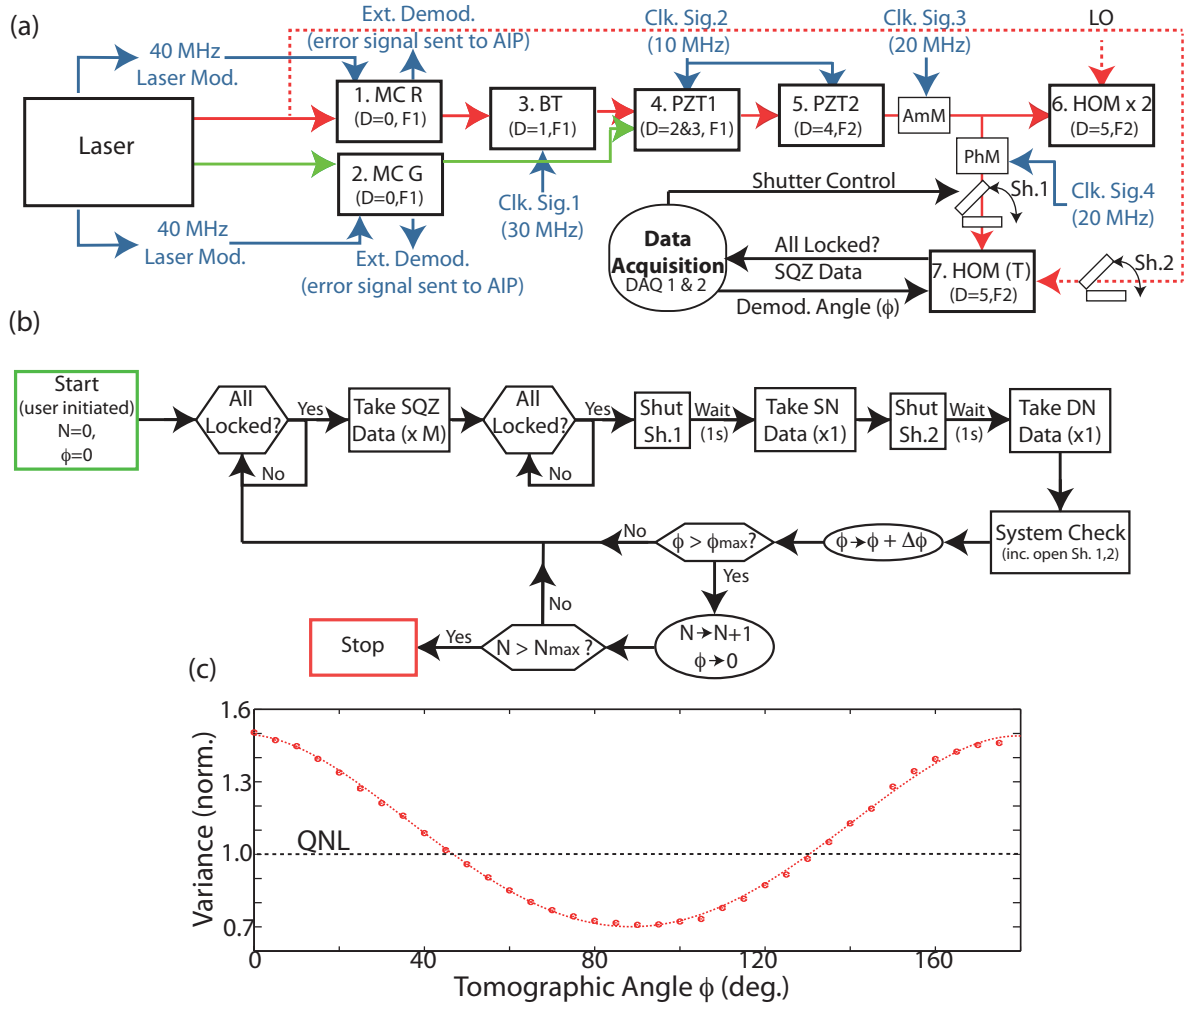 (a)
Ext. Demod.
(error signal sent to AIP)
Clk. Sig.2
(10 MHz)
Clk. Sig.3
(20 MHz)
LO
40 MHz
Laser Mod.
Laser
1. MC R
(D=0, F1)
3. BT
(D=1,F1)
4. PZT1
(D=2&3, F1)
5. PZT2
(D=4,F2)
AmM
6. HOM x 2
(D=5,F2)
2. MC G
(D=0,F1)
PhM
Shutter Control
Sh.1
Clk. Sig.4
(20 MHz)
Clk. Sig.1
(30 MHz)
40 MHz
Laser Mod.
Ext. Demod.
(error signal sent to AIP)
Data
Acquisition
DAQ 1 & 2
All Locked?
SQZ Data
Demod. Angle (ϕ)
7. HOM (T)
(D=5,F2)
Sh.2
(b)
Start
(user initiated)
N=0,
ϕ=0
All
Locked?
Yes
No
Take SQZ
Data (x M)
All
Locked?
Yes
No
Shut
Sh.1
Wait
(1s)
Take SN
Data (x1)
Shut
Sh.2
Wait
(1s)
Take DN
Data (x1)
System Check
(inc. open Sh. 1,2)
ϕ→ϕ + Δϕ
ϕ > ϕmax?
No
Yes
N→N+1
ϕ→0
N > Nmax ?
No
Yes
Stop
(c)
1.6
1.3
1.0
0.7
Variance (norm.)
QNL
0
40
80
120
160
Tomographic Angle ϕ (deg.)